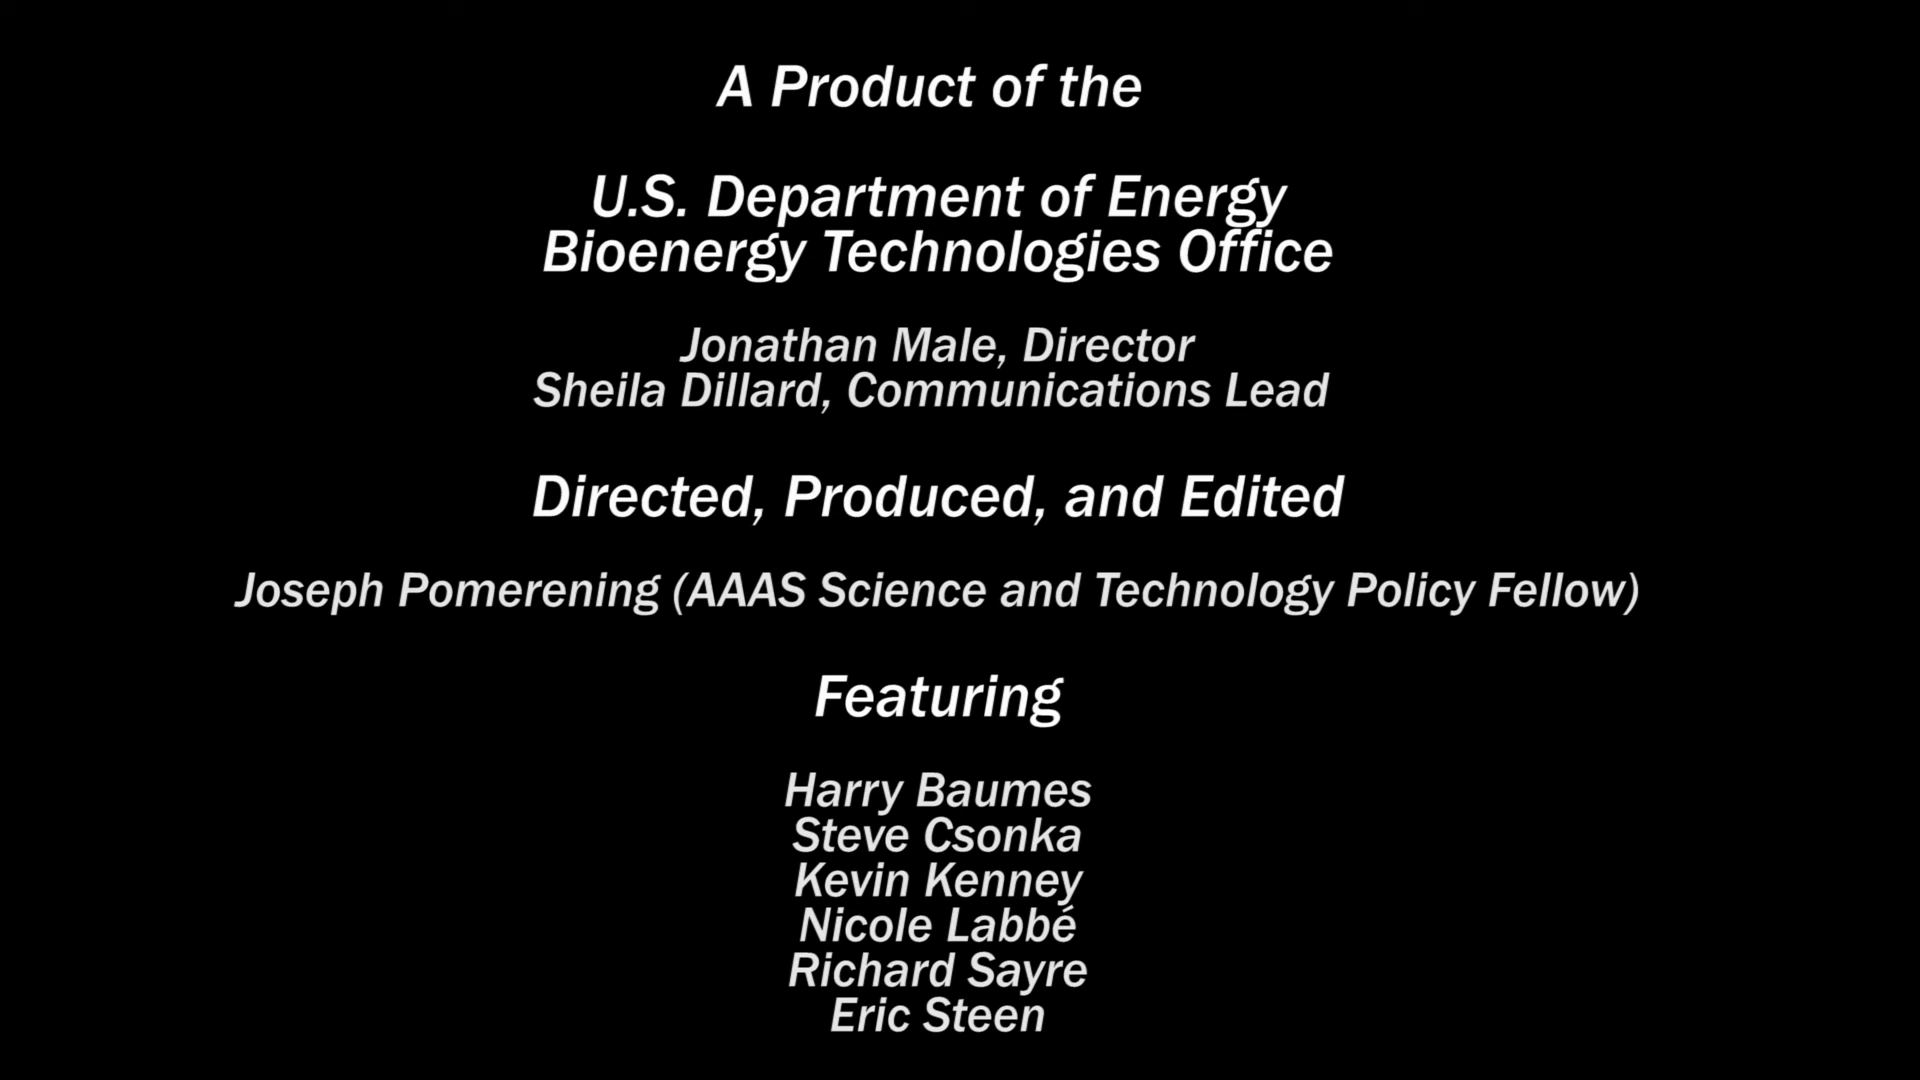 A Product of the
U.S. Department of Energy
Bioenergy Technologies Office
Jonathan Male, Director
Sheila Dillard, Communications Lead
Directed, Produced, and Edited
Joseph Pomerening (AAAS Science and Technology Policy Fellow)
Featuring
Harry Baumes
Steve Csonka
Kevin Kenney
Nicole Labbé
Richard Sayre
Eric Steen